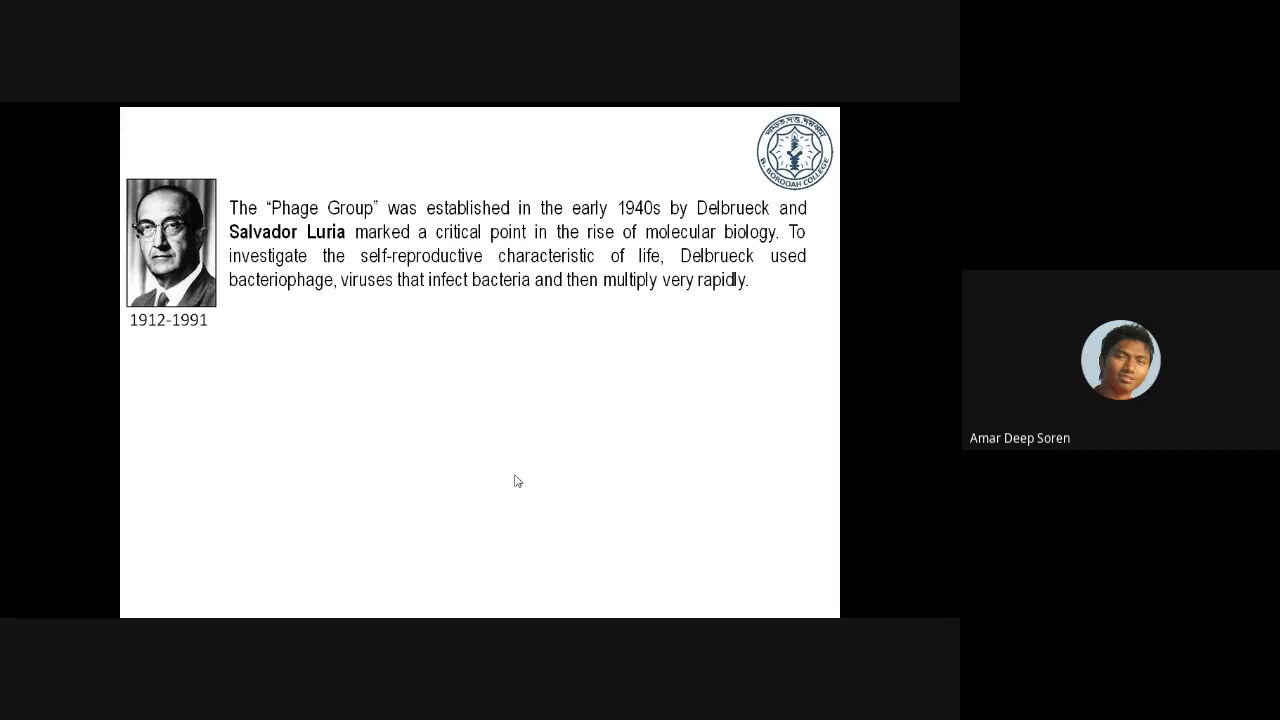 B. BOROOAH COLLEGE
The “Phage Group” was established in the early 1940s by Delbrueck and
Salvador Luria marked a critical point in the rise of molecular biology. To
investigate the self-reproductive characteristic of life, Delbrueck used
bacteriophage, viruses that infect bacteria and then multiply very rapidly.
1912-1991
Amar Deep Soren